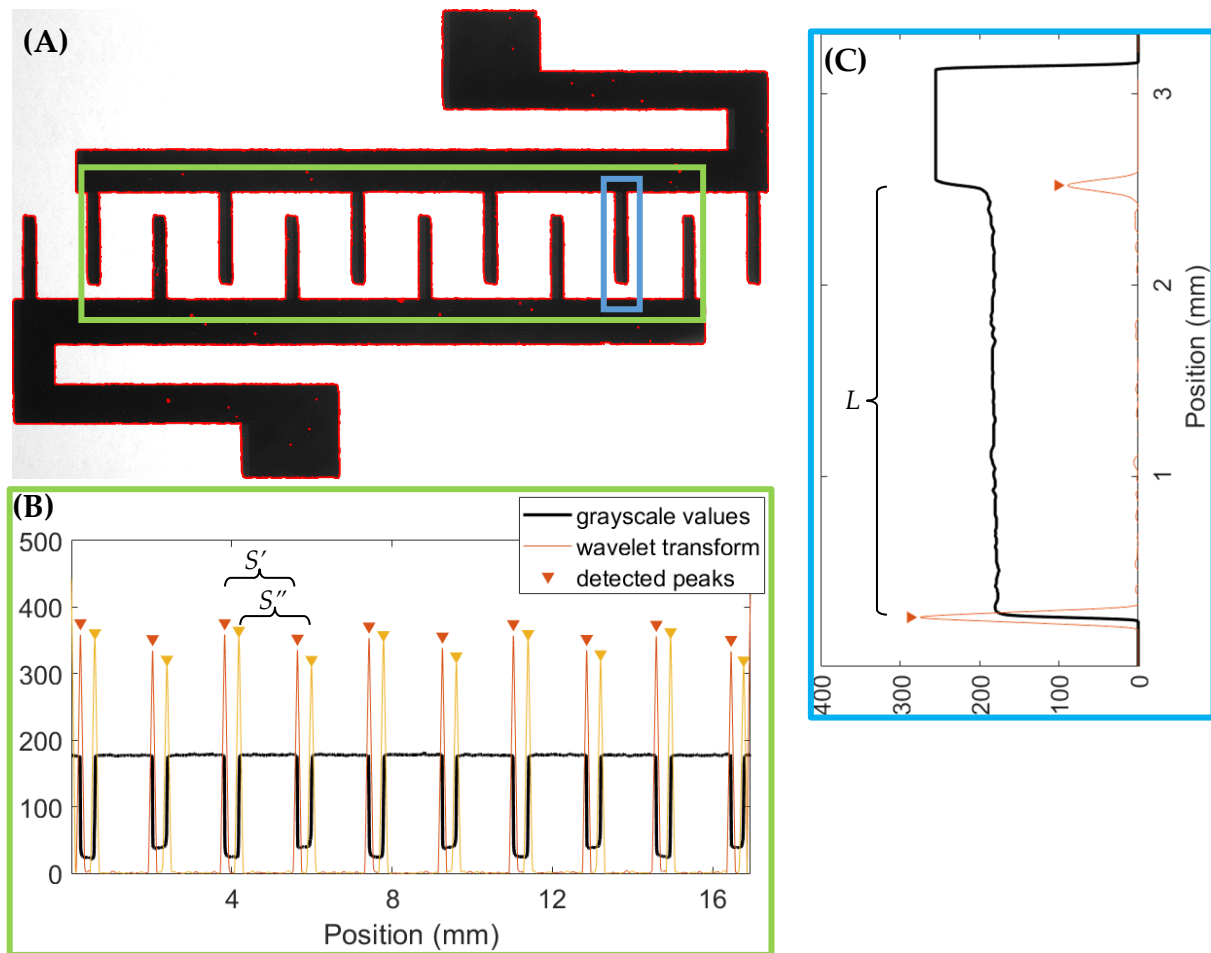 (A)
(B)
500
400
300
200
100
0
S′
S″
grayscale values
wavelet transform
detected peaks
4
8
12
16
Position (mm)
(C)
L
3
2
1
Position (mm)
400
300
200
100
0